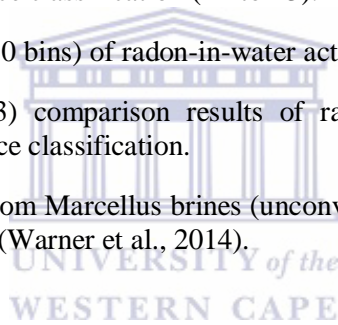 0 bins) of radon-in-water act
3) comparison results of ra
ce classification.
om Marcellus brines (unconv
(Warner et al., 2014).
UNIVERSITY of the
WESTERN CAPE